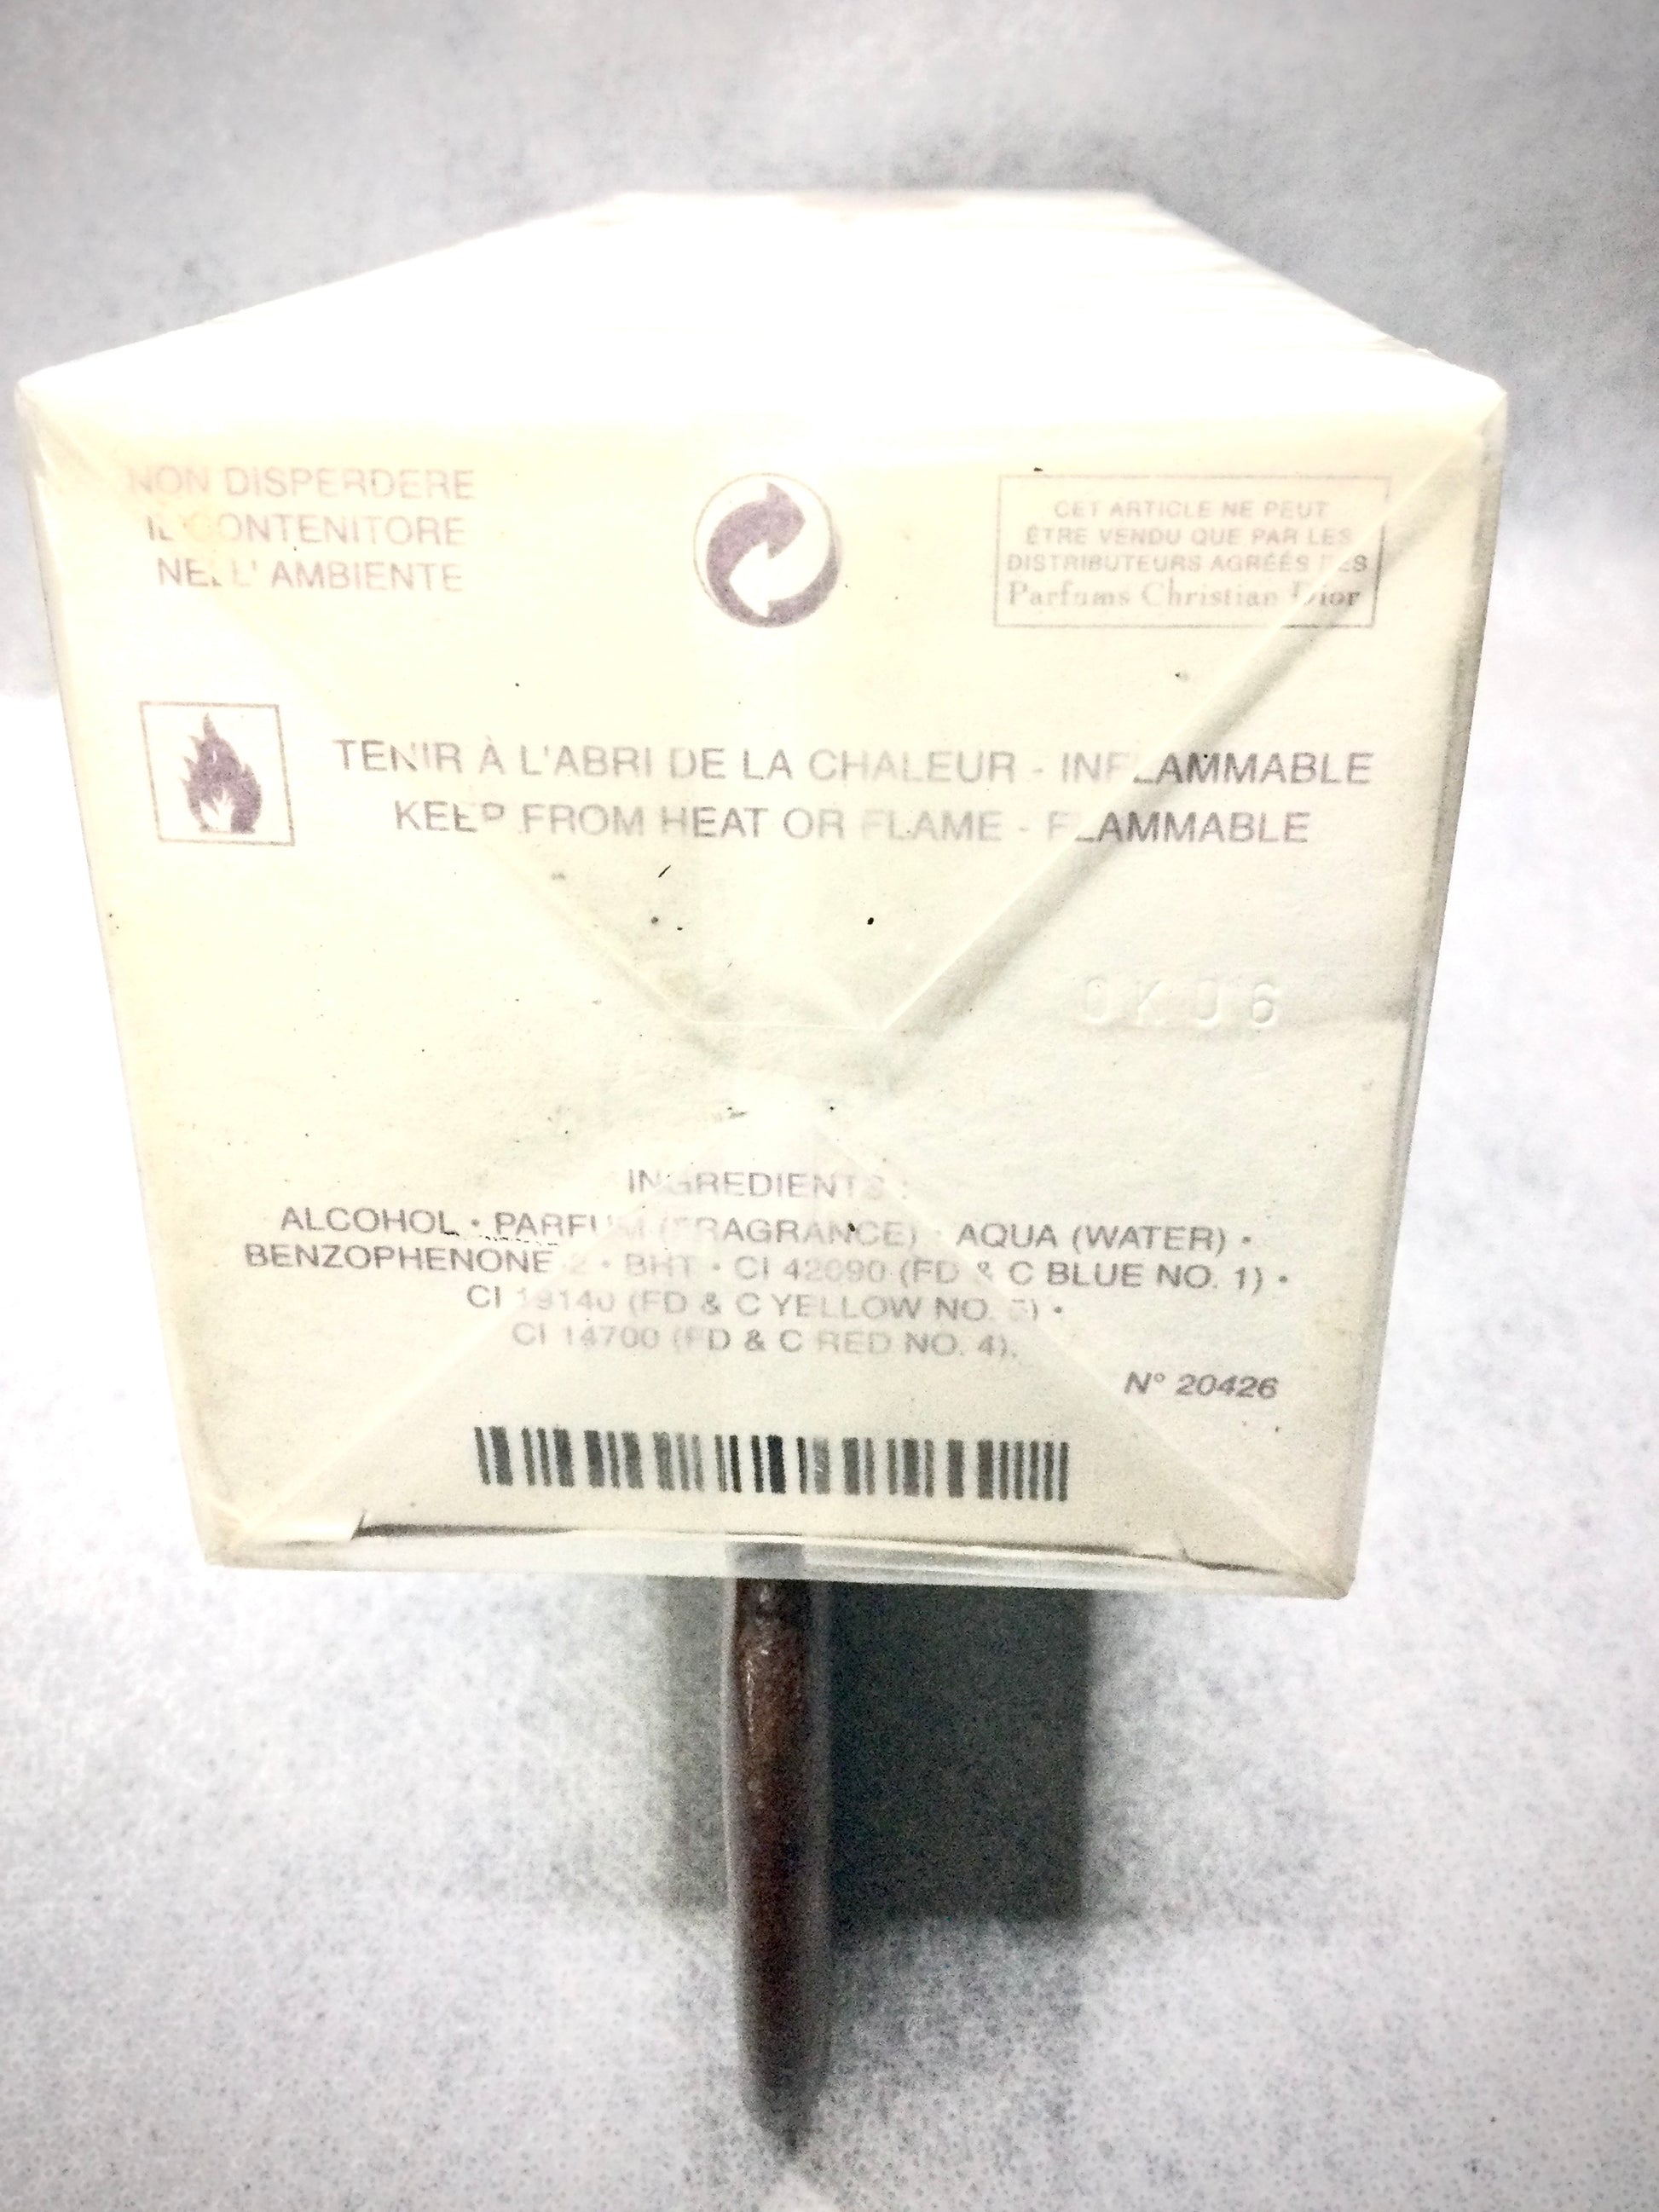 NON DISPERDERE
IL CONTENITORE
NELL' AMBIENTE
CET ARTICLE NE PEUT
ÊTRE VENDU QUE PAR LES
DISTRIBUTEURS AGRÉÉS DES
Parfums Christian Dior
TENIR À L'ABRI DE LA CHALEUR - INFLAMMABLE
KEEP FROM HEAT OR FLAME - FLAMMABLE
0K06
INGREDIENTS :
ALCOHOL • PARFUM (FRAGRANCE) • AQUA (WATER) •
BENZOPHENONE-2 • BHT • CI 42090 (FD & C BLUE NO. 1) •
CI 19140 (FD & C YELLOW NO. 5) •
CI 14700 (FD & C RED NO. 4).
N° 20426